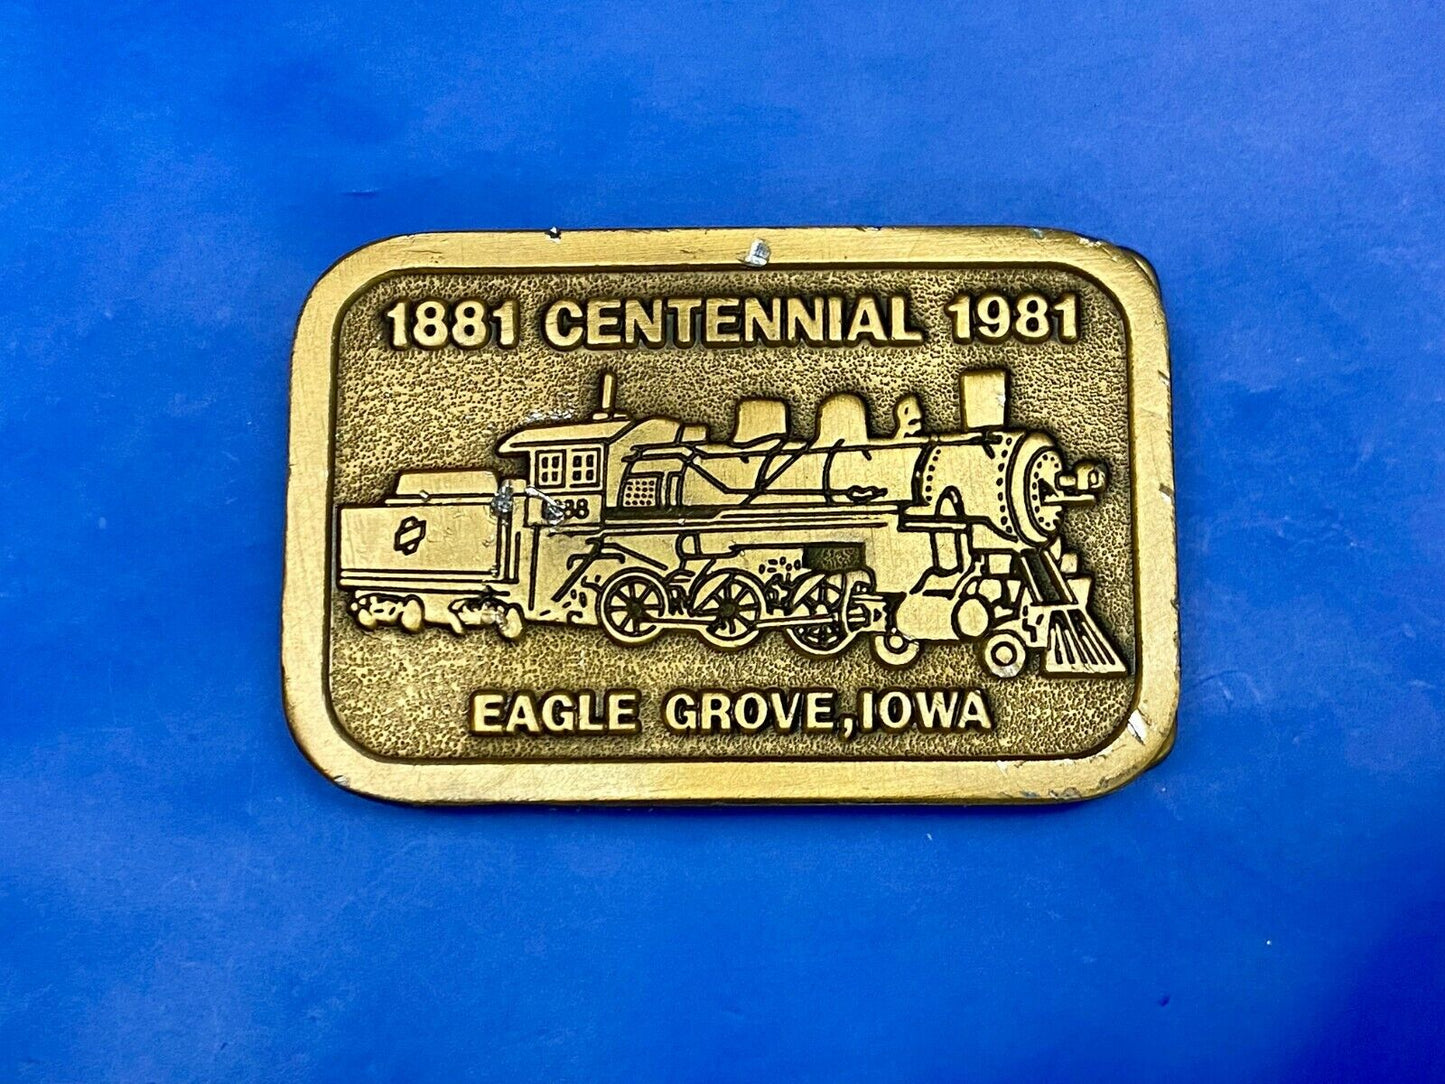 1881 CENTENNIAL 1981
EAGLE GROVE, IOWA